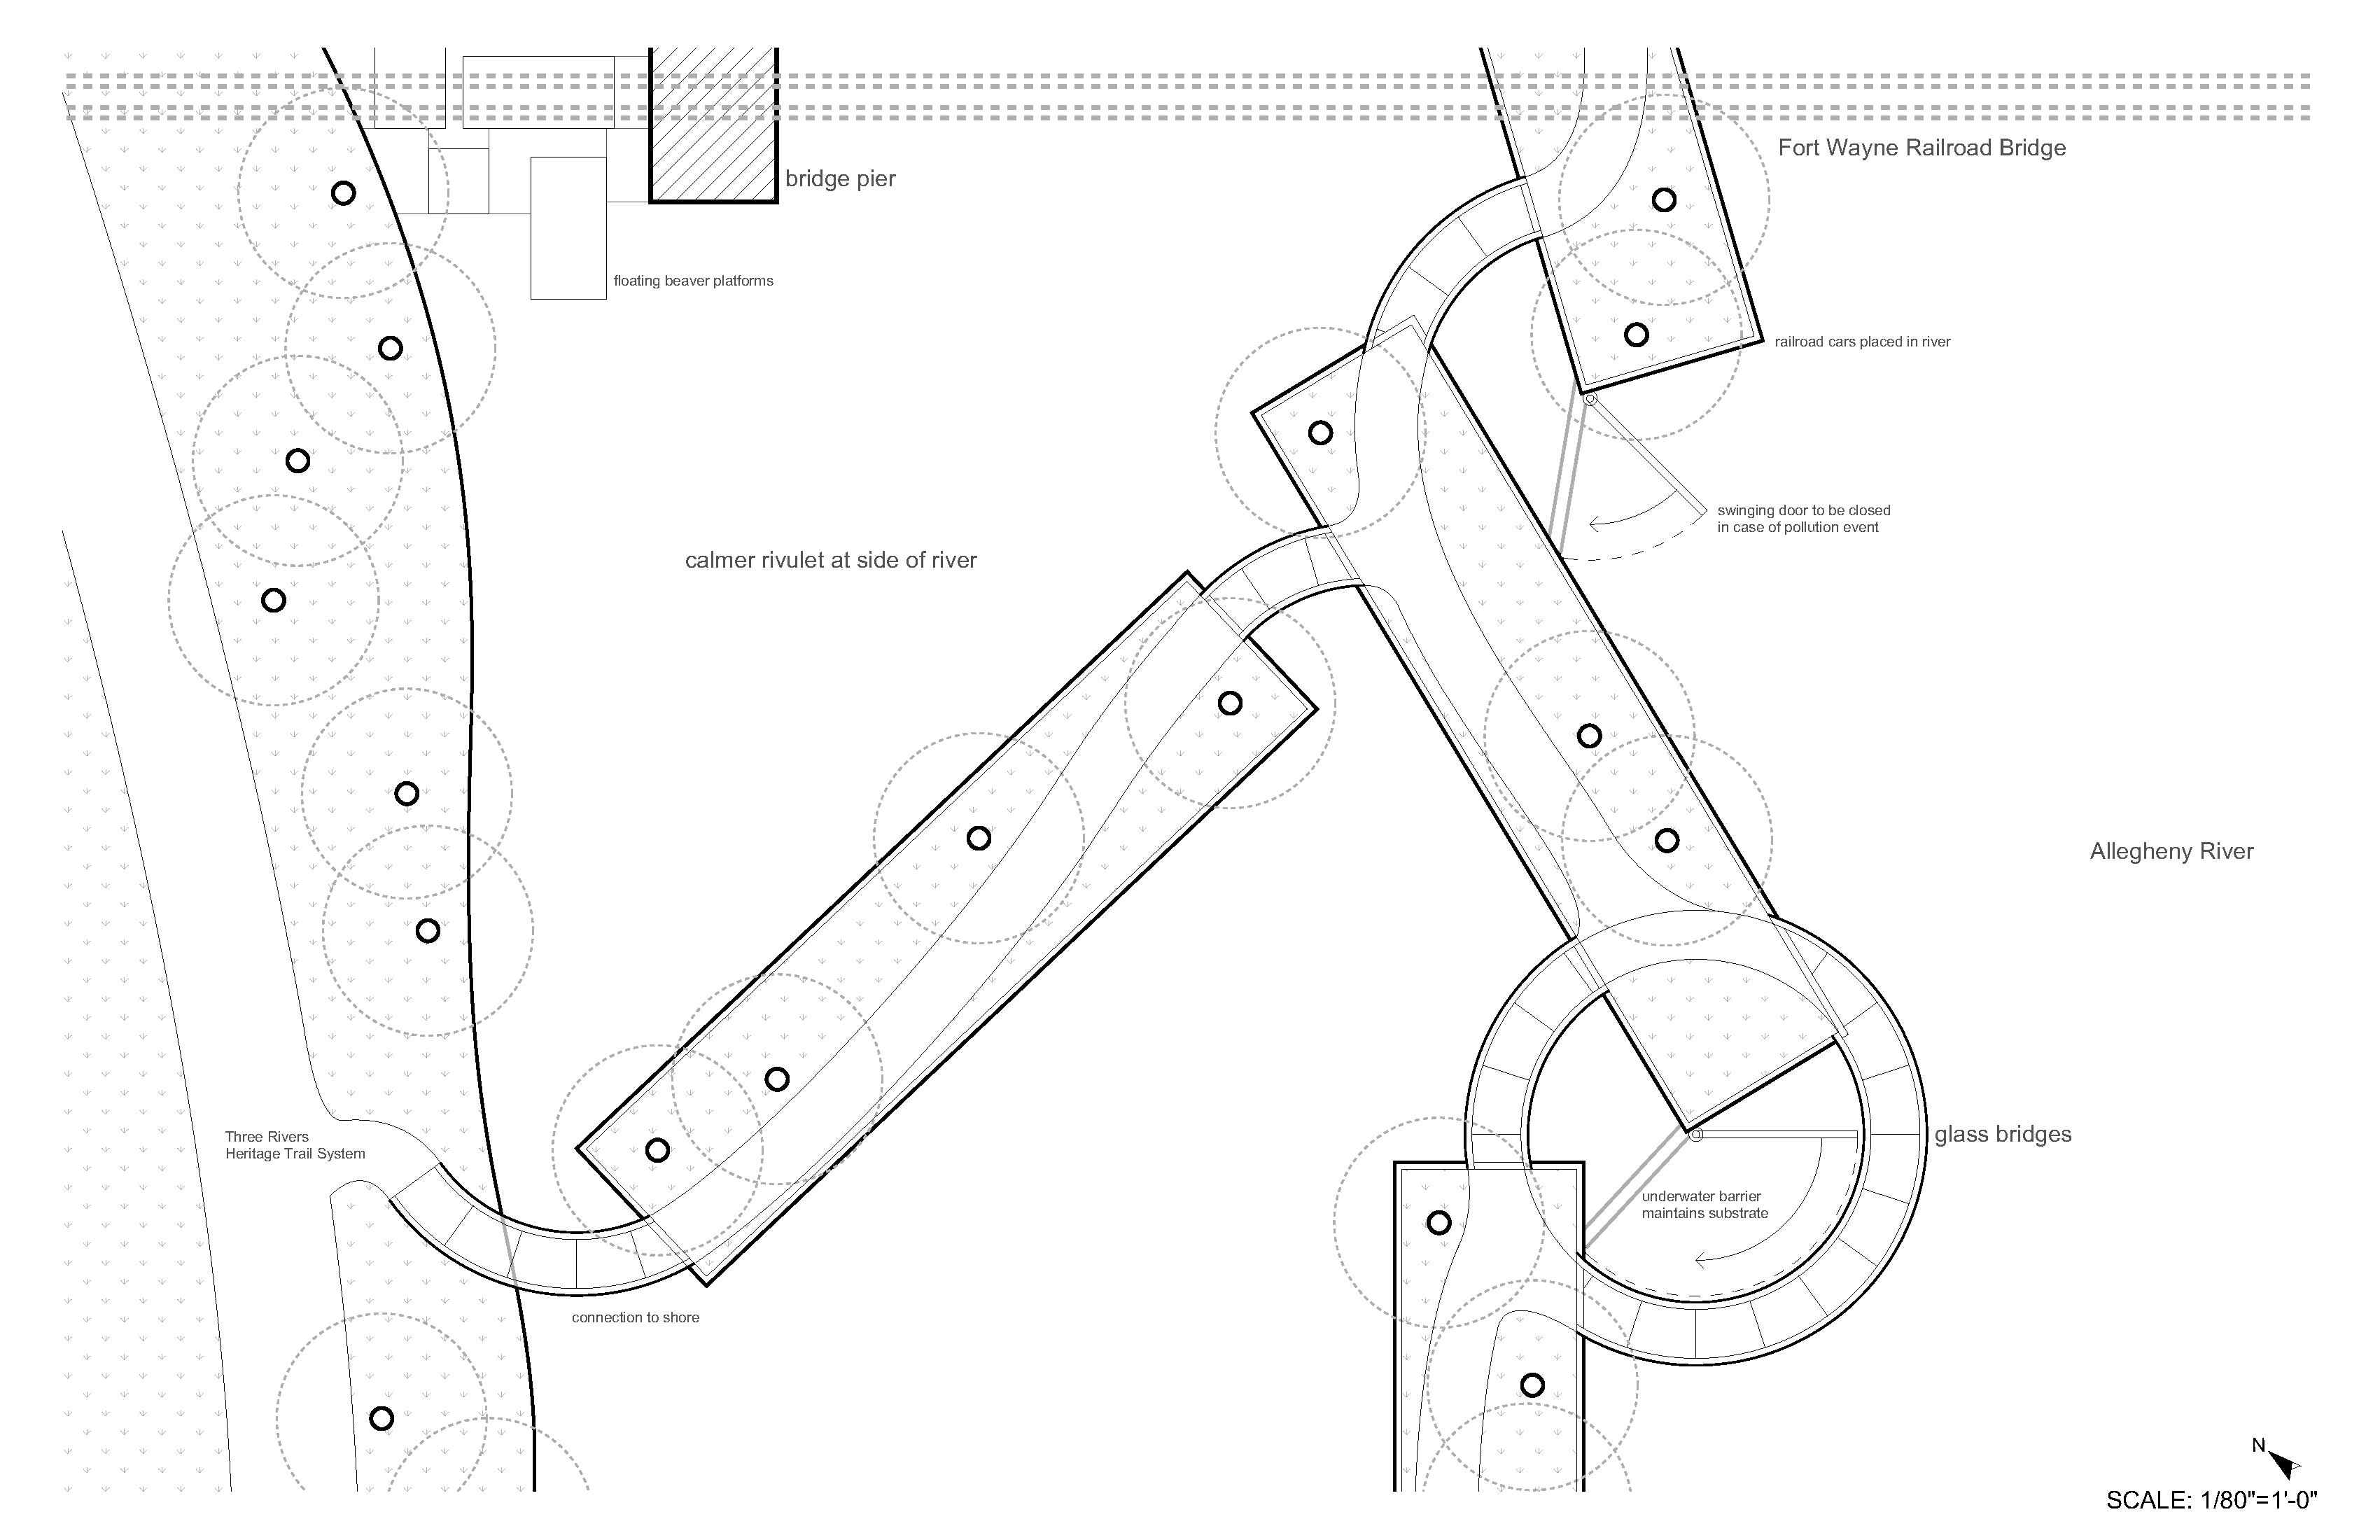 Fort Wayne Railroad Bridge
bridge pier
floating beaver platforms
railroad cars placed in river
swinging door to be closed
in case of pollution event
calmer rivulet at side of river
Allegheny River
Three Rivers
Heritage Trail System
glass bridges
underwater barrier
maintains substrate
connection to shore
N
SCALE: 1/80"=1'-0"